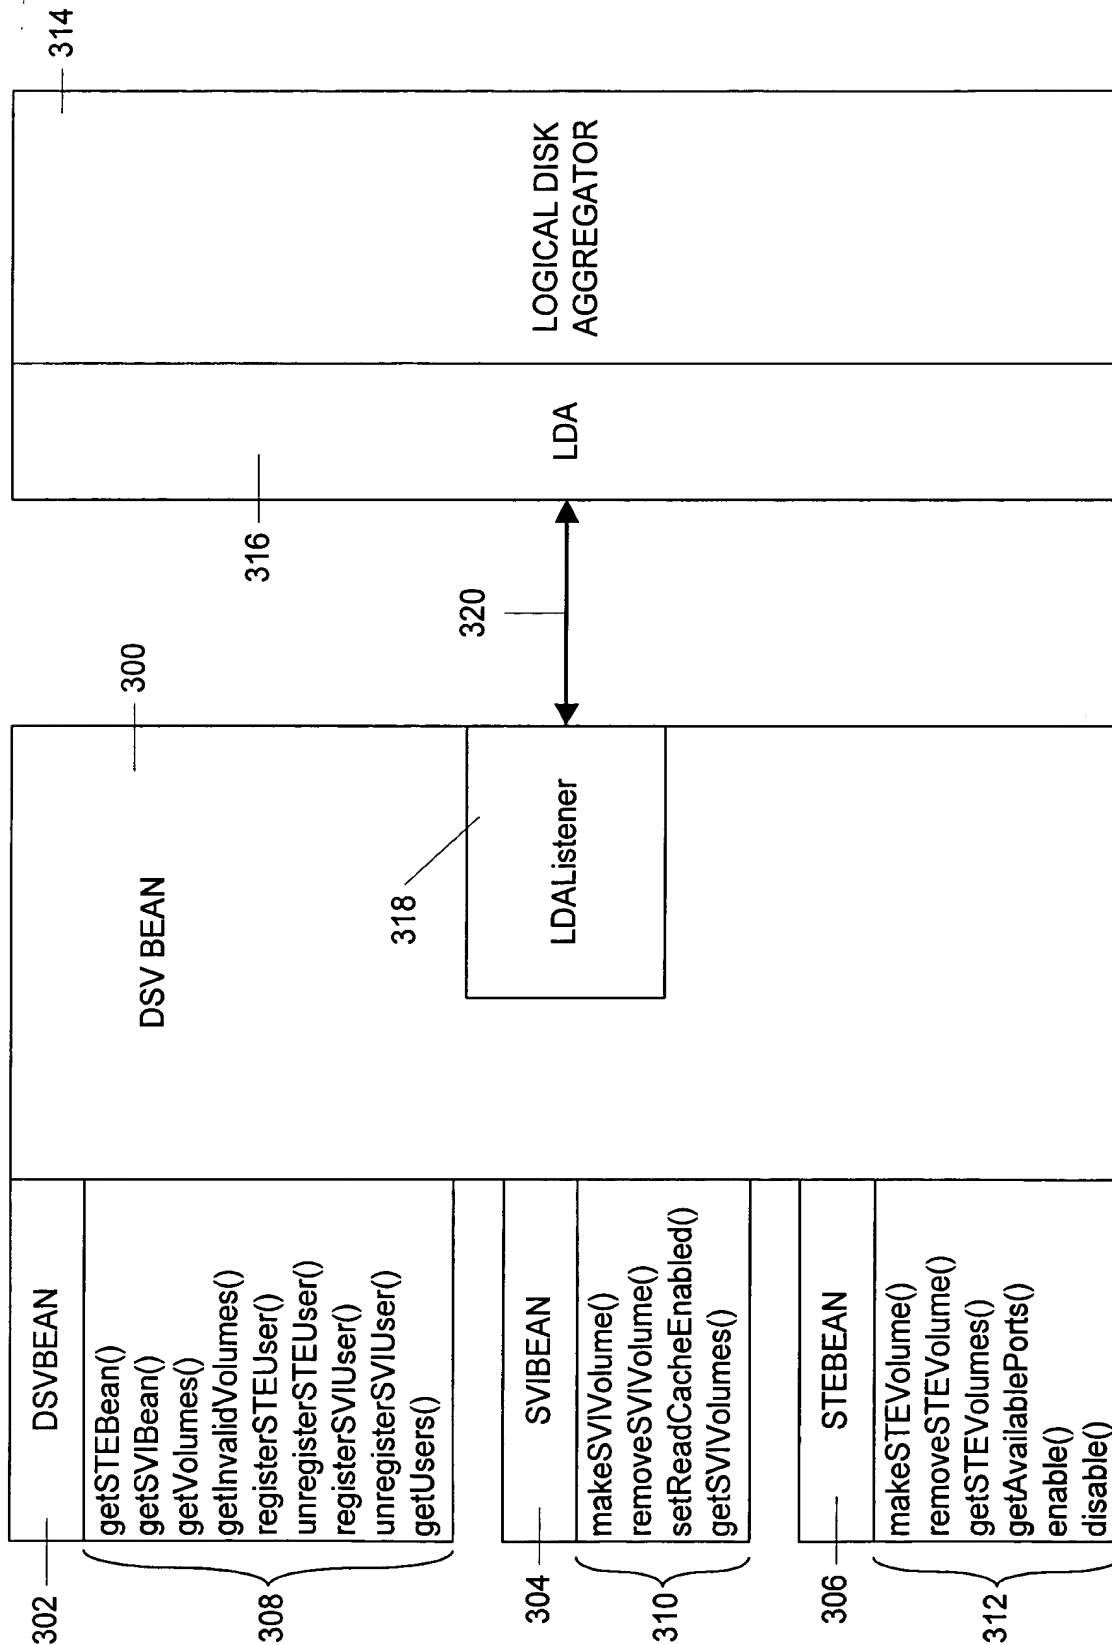 302
DSVBEAN
getSTEBean()
getSVIBean()
getVolumes()
getInvalidVolumes()
registerSTEUser()
unregisterSTEUser()
registerSVIUser()
unregisterSVIUser()
getUsers()
308
304
SVIBEAN
makeSVIVolume()
removeSVIVolume()
setReadCacheEnabled()
getSVIVolumes()
310
306
STEBEAN
makeSTEVolume()
removeSTEVolume()
getSTEVolumes()
getAvailablePorts()
enable()
disable()
312
DSV BEAN
300
318
LDAListener
320
316
LDA
LOGICAL DISK
AGGREGATOR
314